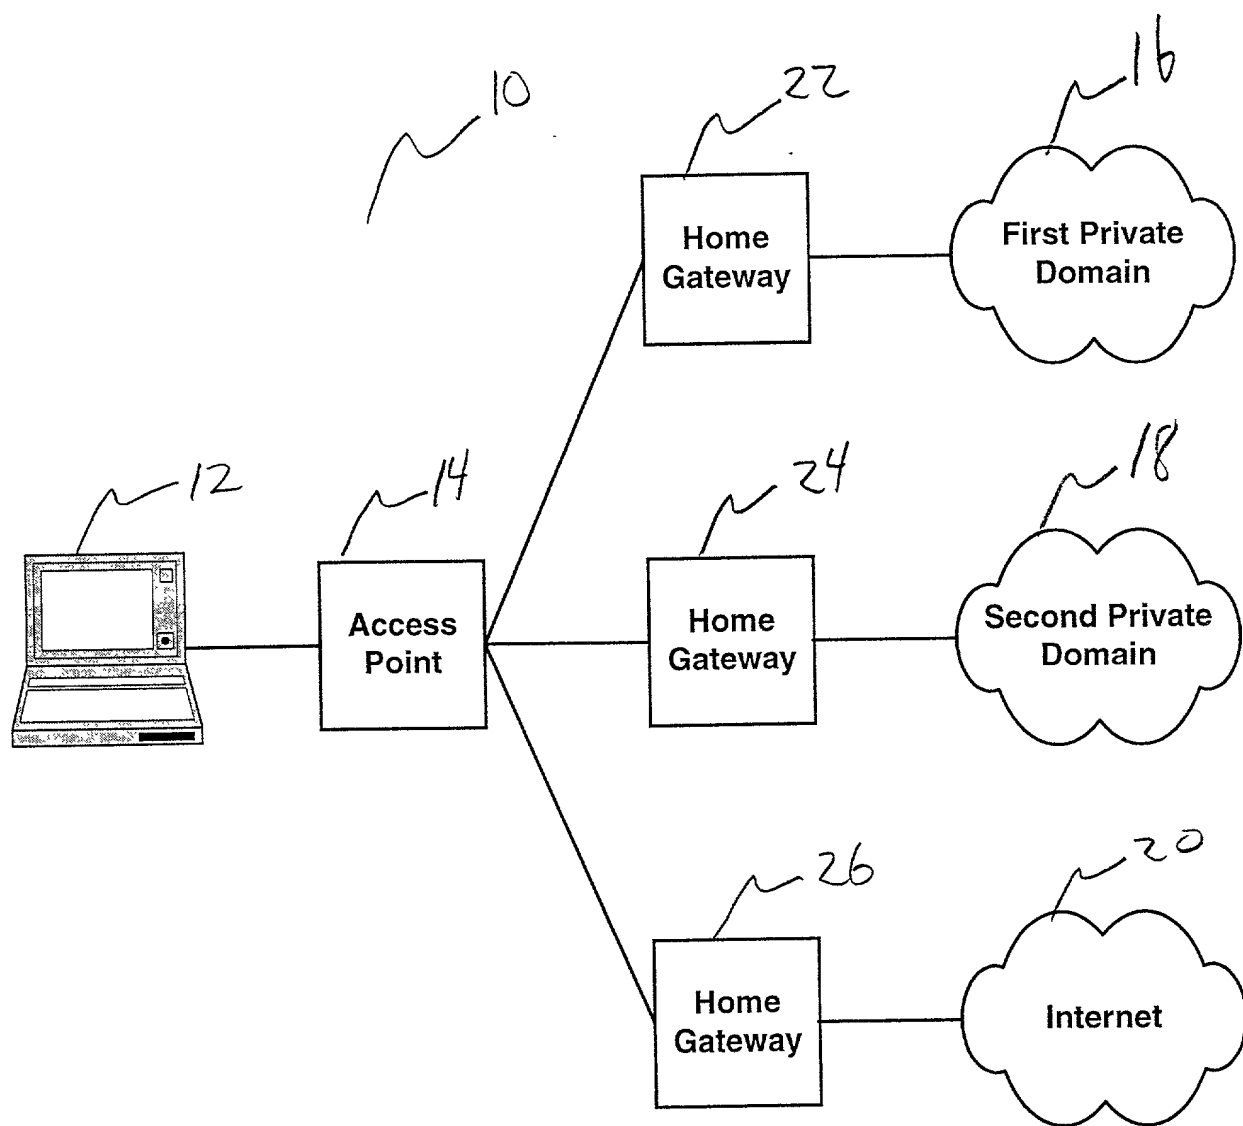 10
22
16
Home
Gateway
First Private
Domain
12
14
24
18
Access
Point
Home
Gateway
Second Private
Domain
26
20
Home
Gateway
Internet